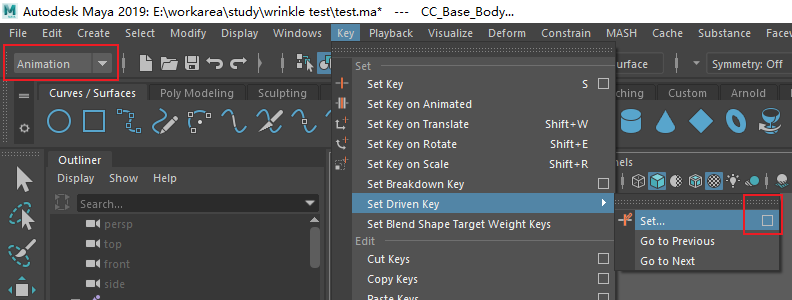 Autodesk Maya 2019: E:\workarea\study\wrinkle test\test.ma* --- CC_Base_Body...
File Edit Create Select Modify Display Windows Key Playback Visualize Deform Constrain MASH Cache Substance Facew
Animation
Symmetry: Off
Curves / Surfaces Poly Modeling Sculpting Custom Arnold
Set
Set Key S
Set Key on Animated
Set Key on Translate Shift+W
Set Key on Rotate Shift+E
Set Key on Scale Shift+R
Set Breakdown Key
Set Driven Key
Set Blend Shape Target Weight Keys
Edit
Cut Keys
Copy Keys
Paste Keys
Outliner
Display Show Help
Search...
persp
top
front
side
Set...
Go to Previous
Go to Next